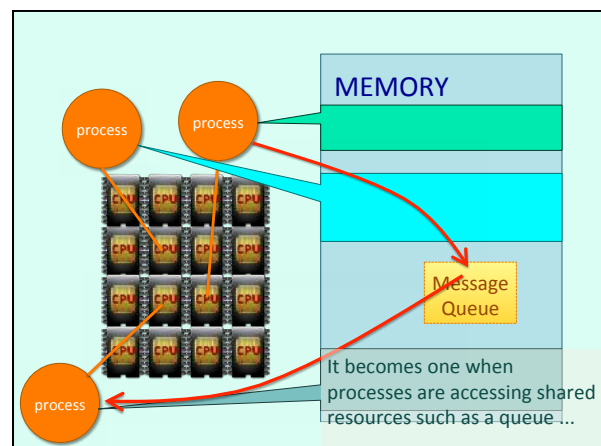 process
process
MEMORY
CPU CPU CPU CPU
CPU CPU CPU CPU
Message
Queue
CPU CPU CPU CPU
CPU CPU CPU CPU
It becomes one when
processes are accessing shared
resources such as a queue ...
process